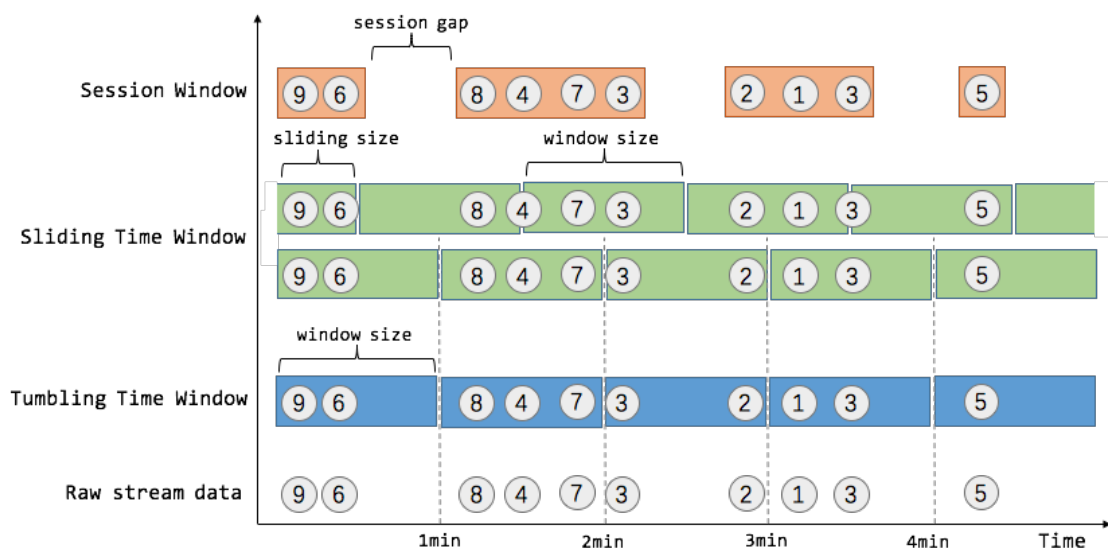 session gap
Session Window
9 6 8 4 7 3 2 1 3 5
sliding size
window size
9 6 8 4 7 3 2 1 3 5
Sliding Time Window
9 6 8 4 7 3 2 1 3 5
window size
Tumbling Time Window
9 6 8 4 7 3 2 1 3 5
Raw stream data
9 6 8 4 7 3 2 1 3 5
1min 2min 3min 4min Time